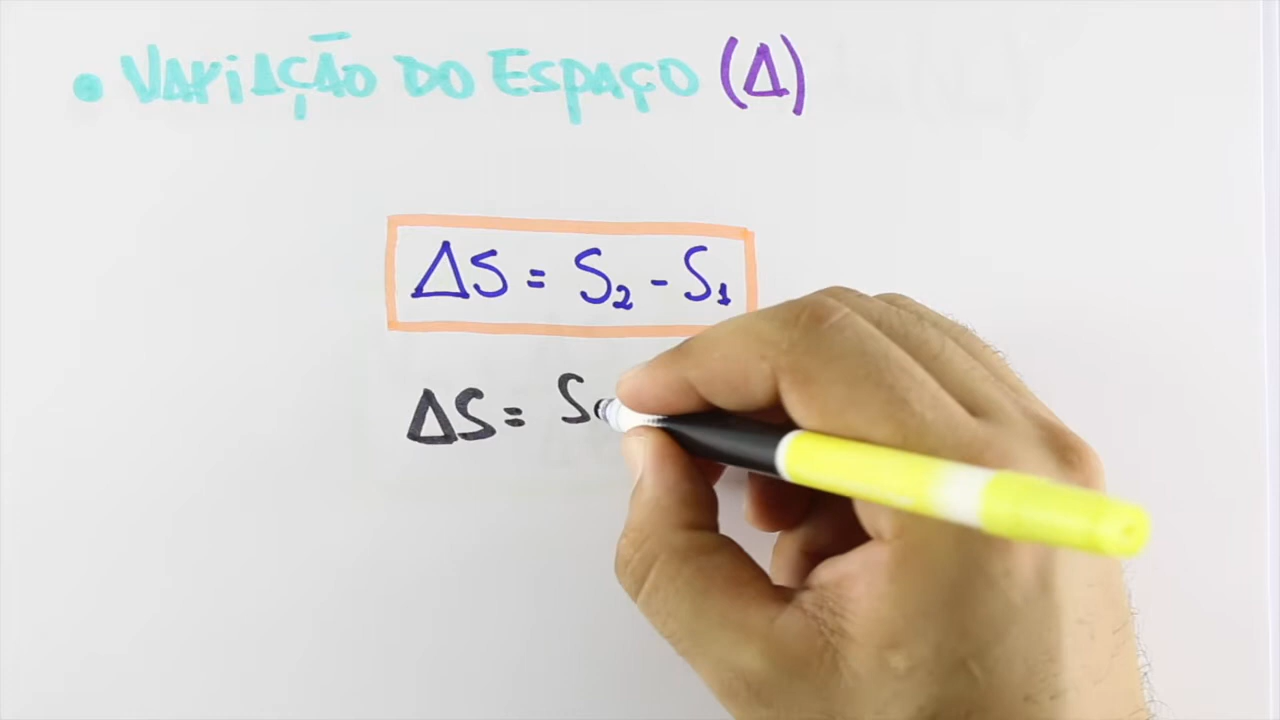 • VARIAÇÃO DO ESPAÇO (Δ)
ΔS = S₂ - S₁
ΔS = S